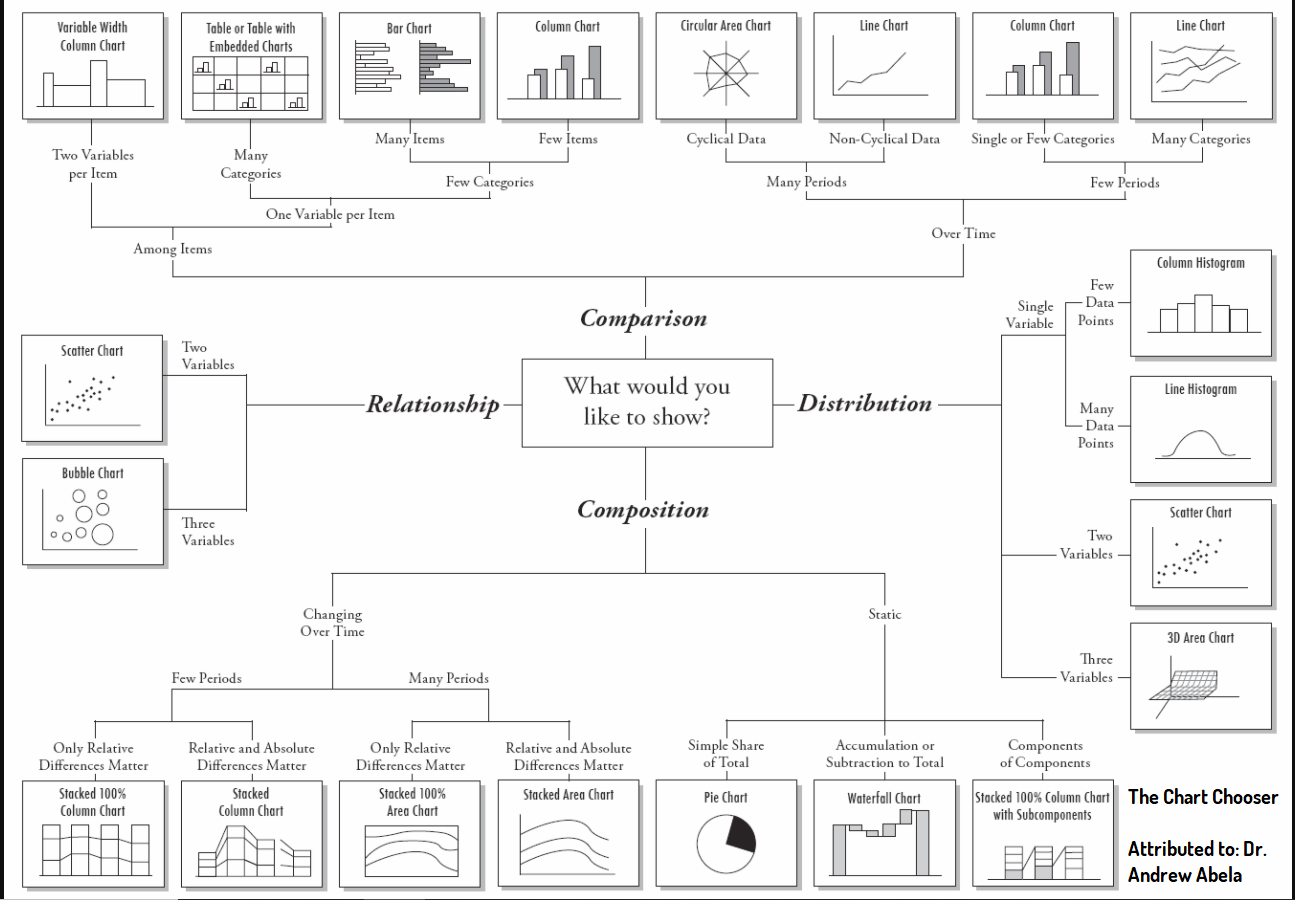 Variable Width
Column Chart
Table or Table with
Embedded Charts
Bar Chart
Column Chart
Circular Area Chart
Line Chart
Column Chart
Line Chart
Two Variables
per Item
Many
Categories
Many Items
Few Items
Cyclical Data
Non-Cyclical Data
Single or Few Categories
Many Categories
Few Categories
Many Periods
Few Periods
One Variable per Item
Among Items
Over Time
Comparison
Scatter Chart
Two
Variables
Relationship
What would you
like to show?
Distribution
Bubble Chart
Three
Variables
Single
Variable
Few
Data
Points
Column Histogram
Many
Data
Points
Line Histogram
Two
Variables
Scatter Chart
Three
Variables
3D Area Chart
Composition
Changing
Over Time
Static
Few Periods
Many Periods
Only Relative
Differences Matter
Relative and Absolute
Differences Matter
Only Relative
Differences Matter
Relative and Absolute
Differences Matter
Simple Share
of Total
Accumulation or
Subtraction to Total
Components
of Components
Stacked 100%
Column Chart
Stacked
Column Chart
Stacked 100%
Area Chart
Stacked Area Chart
Pie Chart
Waterfall Chart
Stacked 100% Column Chart
with Subcomponents
The Chart Chooser
Attributed to: Dr.
Andrew Abela